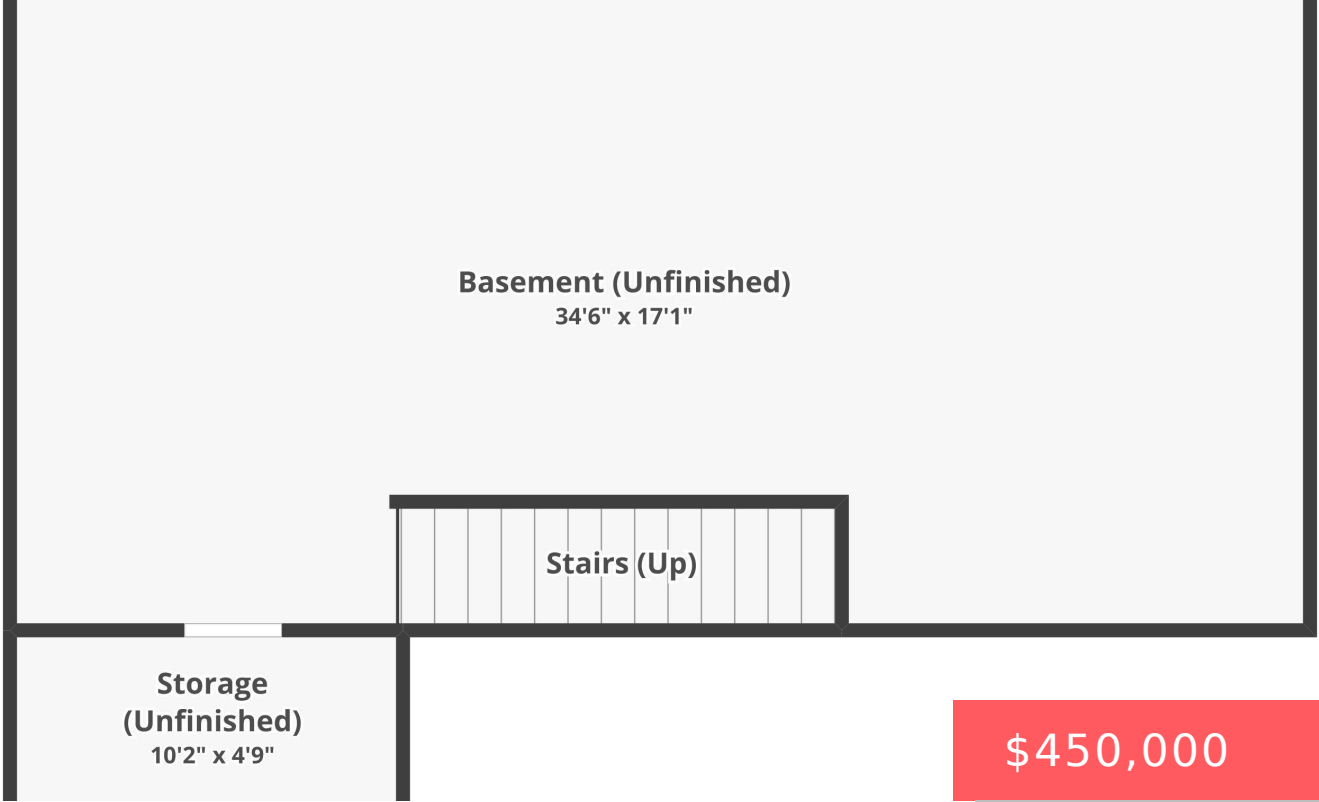 Basement (Unfinished)
34'6" x 17'1"
Stairs (Up)
Storage
(Unfinished)
10'2" x 4'9"
$450,000